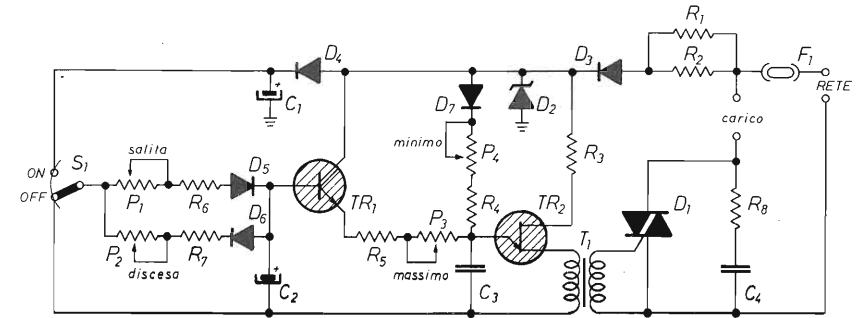 R1
R2
D4
D3
F1
RETE
C1
D7
D2
carico
minimo
P4
R3
ON
OFF
S1
salita
D5
P1
R6
TR1
R4
TR2
D1
R8
D6
P3
P2
R7
R5
T1
discesa
massimo
C2
C3
C4
+
+